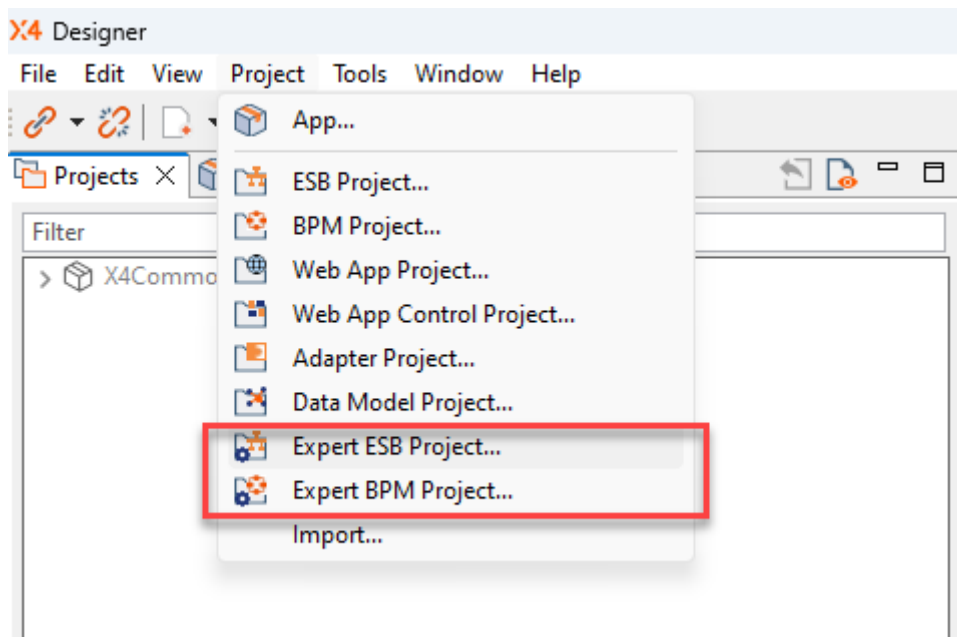 X4 Designer
File Edit View Project Tools Window Help
App...
Projects
ESB Project...
Filter
BPM Project...
X4Commo
Web App Project...
Web App Control Project...
Adapter Project...
Data Model Project...
Expert ESB Project...
Expert BPM Project...
Import...